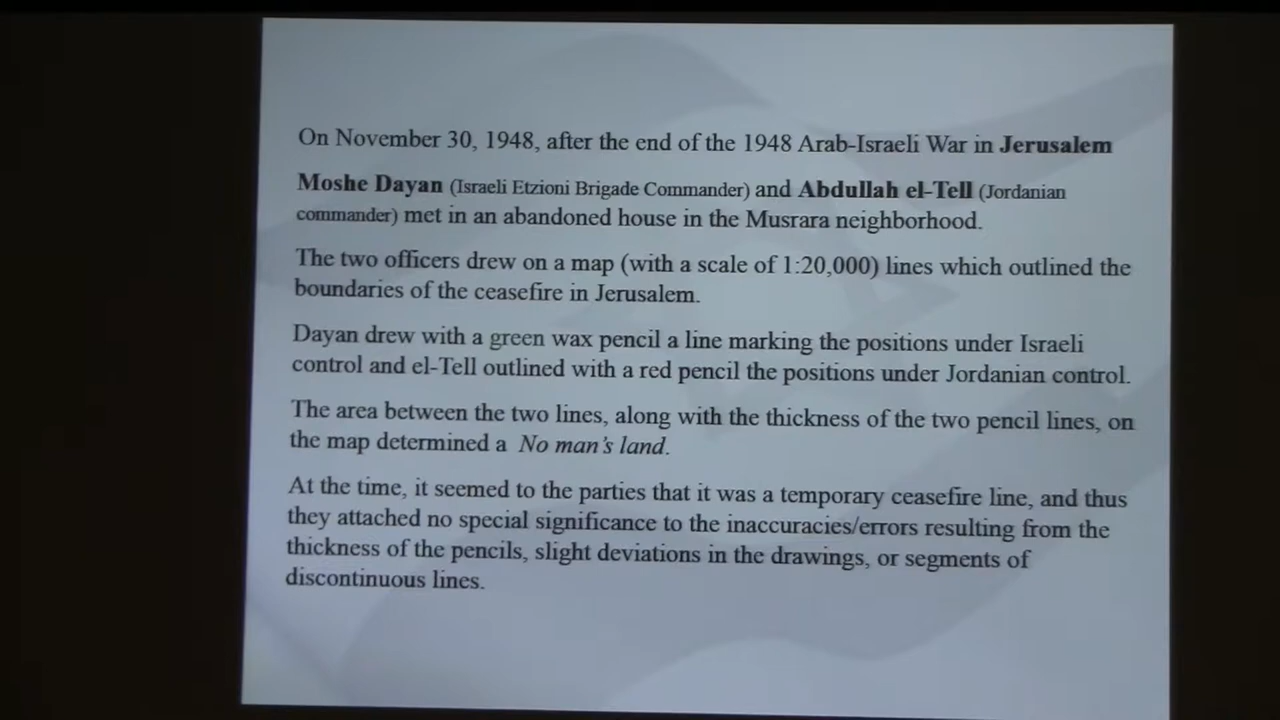 On November 30, 1948, after the end of the 1948 Arab-Israeli War in Jerusalem
Moshe Dayan (Israeli Etzioni Brigade Commander) and Abdullah el-Tell (Jordanian
commander) met in an abandoned house in the Musrara neighborhood.
The two officers drew on a map (with a scale of 1:20,000) lines which outlined the
boundaries of the ceasefire in Jerusalem.
Dayan drew with a green wax pencil a line marking the positions under Israeli
control and el-Tell outlined with a red pencil the positions under Jordanian control.
The area between the two lines, along with the thickness of the two pencil lines, on
the map determined a No man's land.
At the time, it seemed to the parties that it was a temporary ceasefire line, and thus
they attached no special significance to the inaccuracies/errors resulting from the
thickness of the pencils, slight deviations in the drawings, or segments of
discontinuous lines.